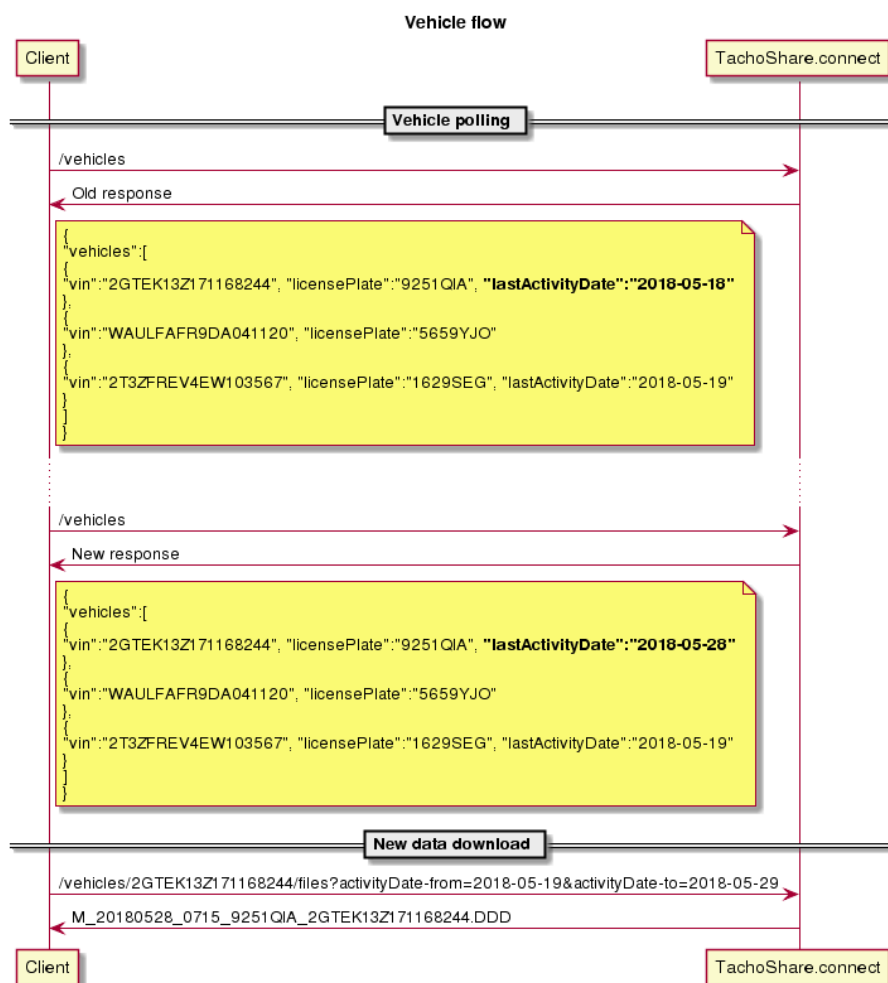 Vehicle flow
Client
TachoShare.connect
Vehicle polling
/vehicles
Old response
{
"vehicles":[
{
"vin":"2GTEK13Z171168244", "licensePlate":"9251QIA", "lastActivityDate":"2018-05-18"
},
{
"vin":"WAULFAFR9DA041120", "licensePlate":"5659YJO"
},
{
"vin":"2T3ZFREV4EW103567", "licensePlate":"1629SEG", "lastActivityDate":"2018-05-19"
}
]
}
/vehicles
New response
{
"vehicles":[
{
"vin":"2GTEK13Z171168244", "licensePlate":"9251QIA", "lastActivityDate":"2018-05-28"
},
{
"vin":"WAULFAFR9DA041120", "licensePlate":"5659YJO"
},
{
"vin":"2T3ZFREV4EW103567", "licensePlate":"1629SEG", "lastActivityDate":"2018-05-19"
}
]
}
New data download
/vehicles/2GTEK13Z171168244/files?activityDate-from=2018-05-19&activityDate-to=2018-05-29
M_20180528_0715_9251QIA_2GTEK13Z171168244.DDD
Client
TachoShare.connect